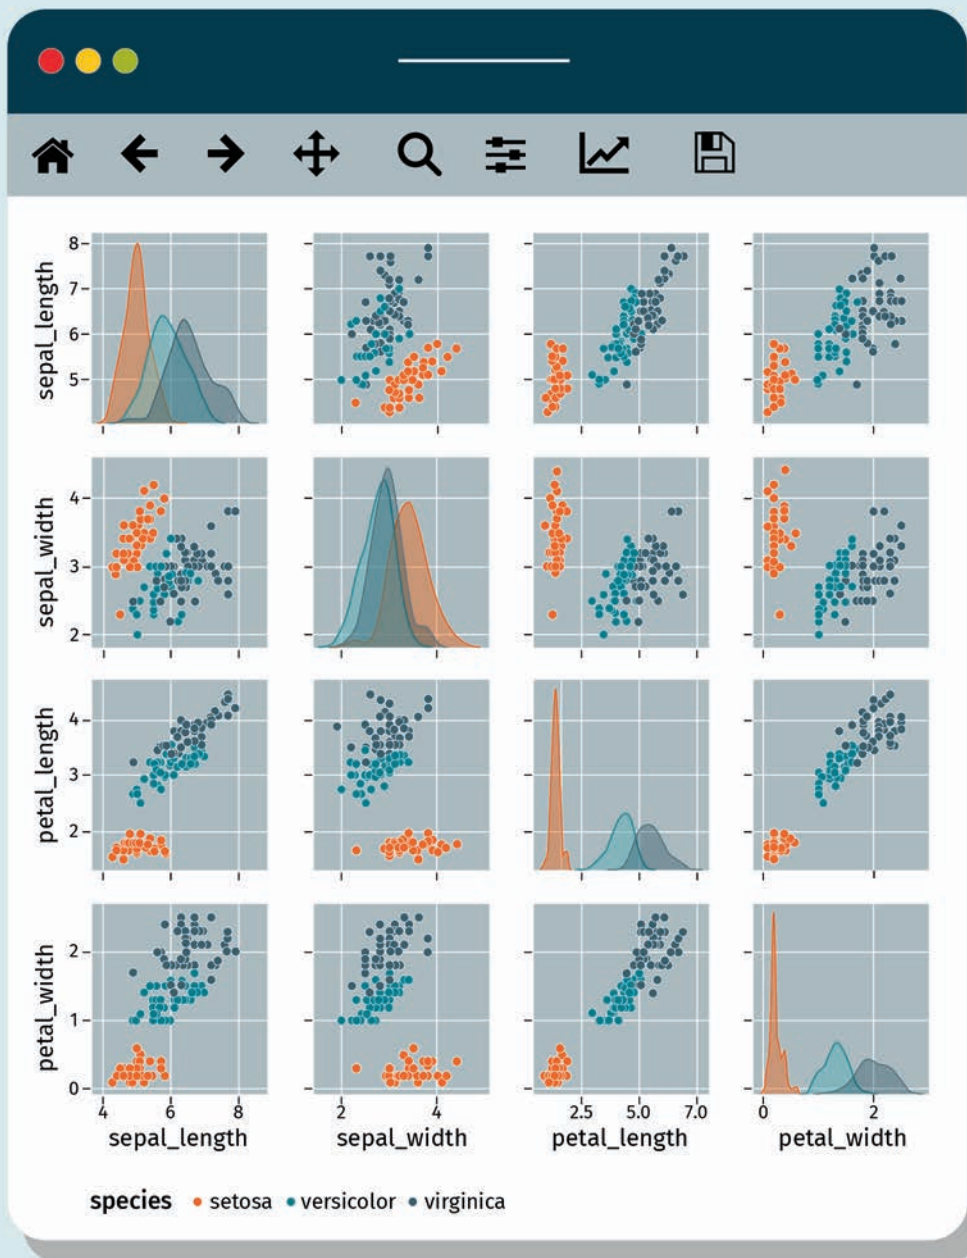 sepal_length
8
7
6
5
sepal_width
4
3
2
petal_length
4
3
2
petal_width
2
1
0
4 6 8 2 4 2.5 5.0 7.0 0 2
sepal_length sepal_width petal_length petal_width
species setosa versicolor virginica